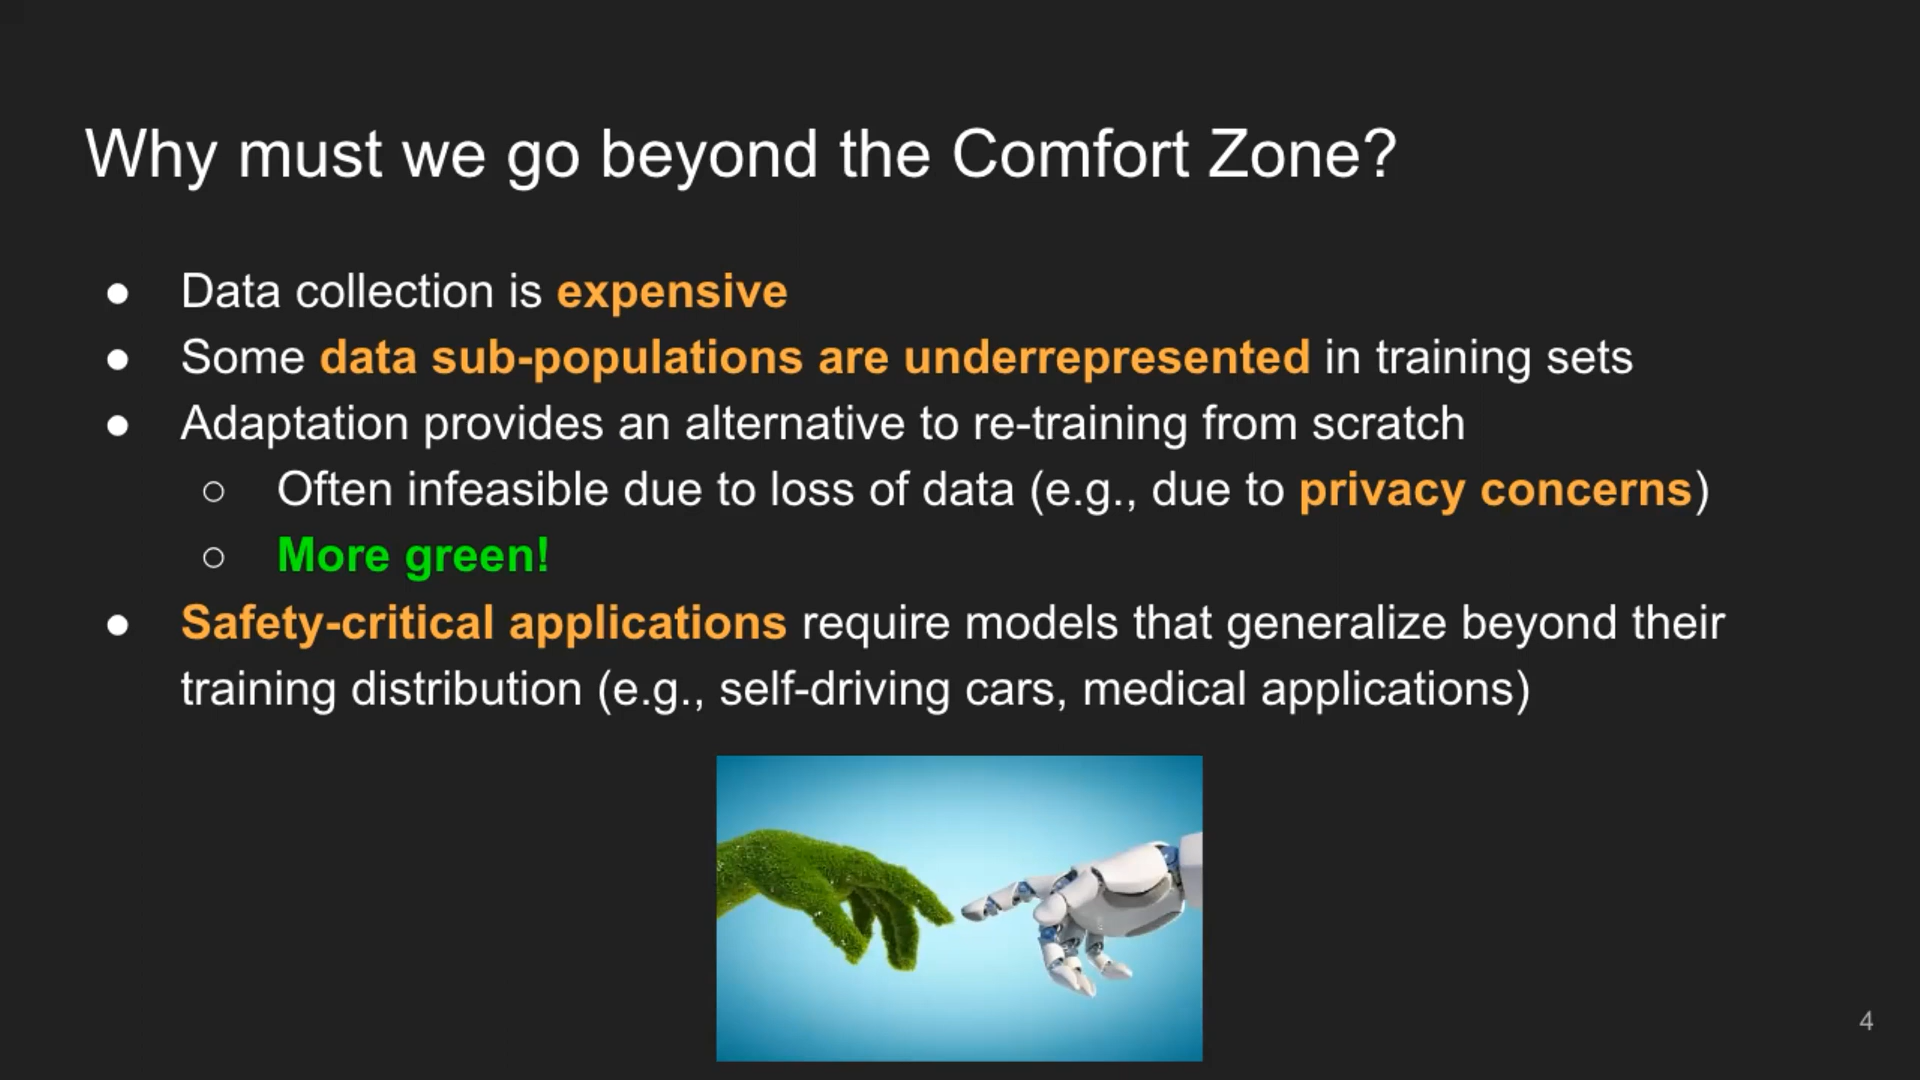 Why must we go beyond the Comfort Zone?
● Data collection is expensive
● Some data sub-populations are underrepresented in training sets
● Adaptation provides an alternative to re-training from scratch
○ Often infeasible due to loss of data (e.g., due to privacy concerns)
○ More green!
● Safety-critical applications require models that generalize beyond their
training distribution (e.g., self-driving cars, medical applications)
4